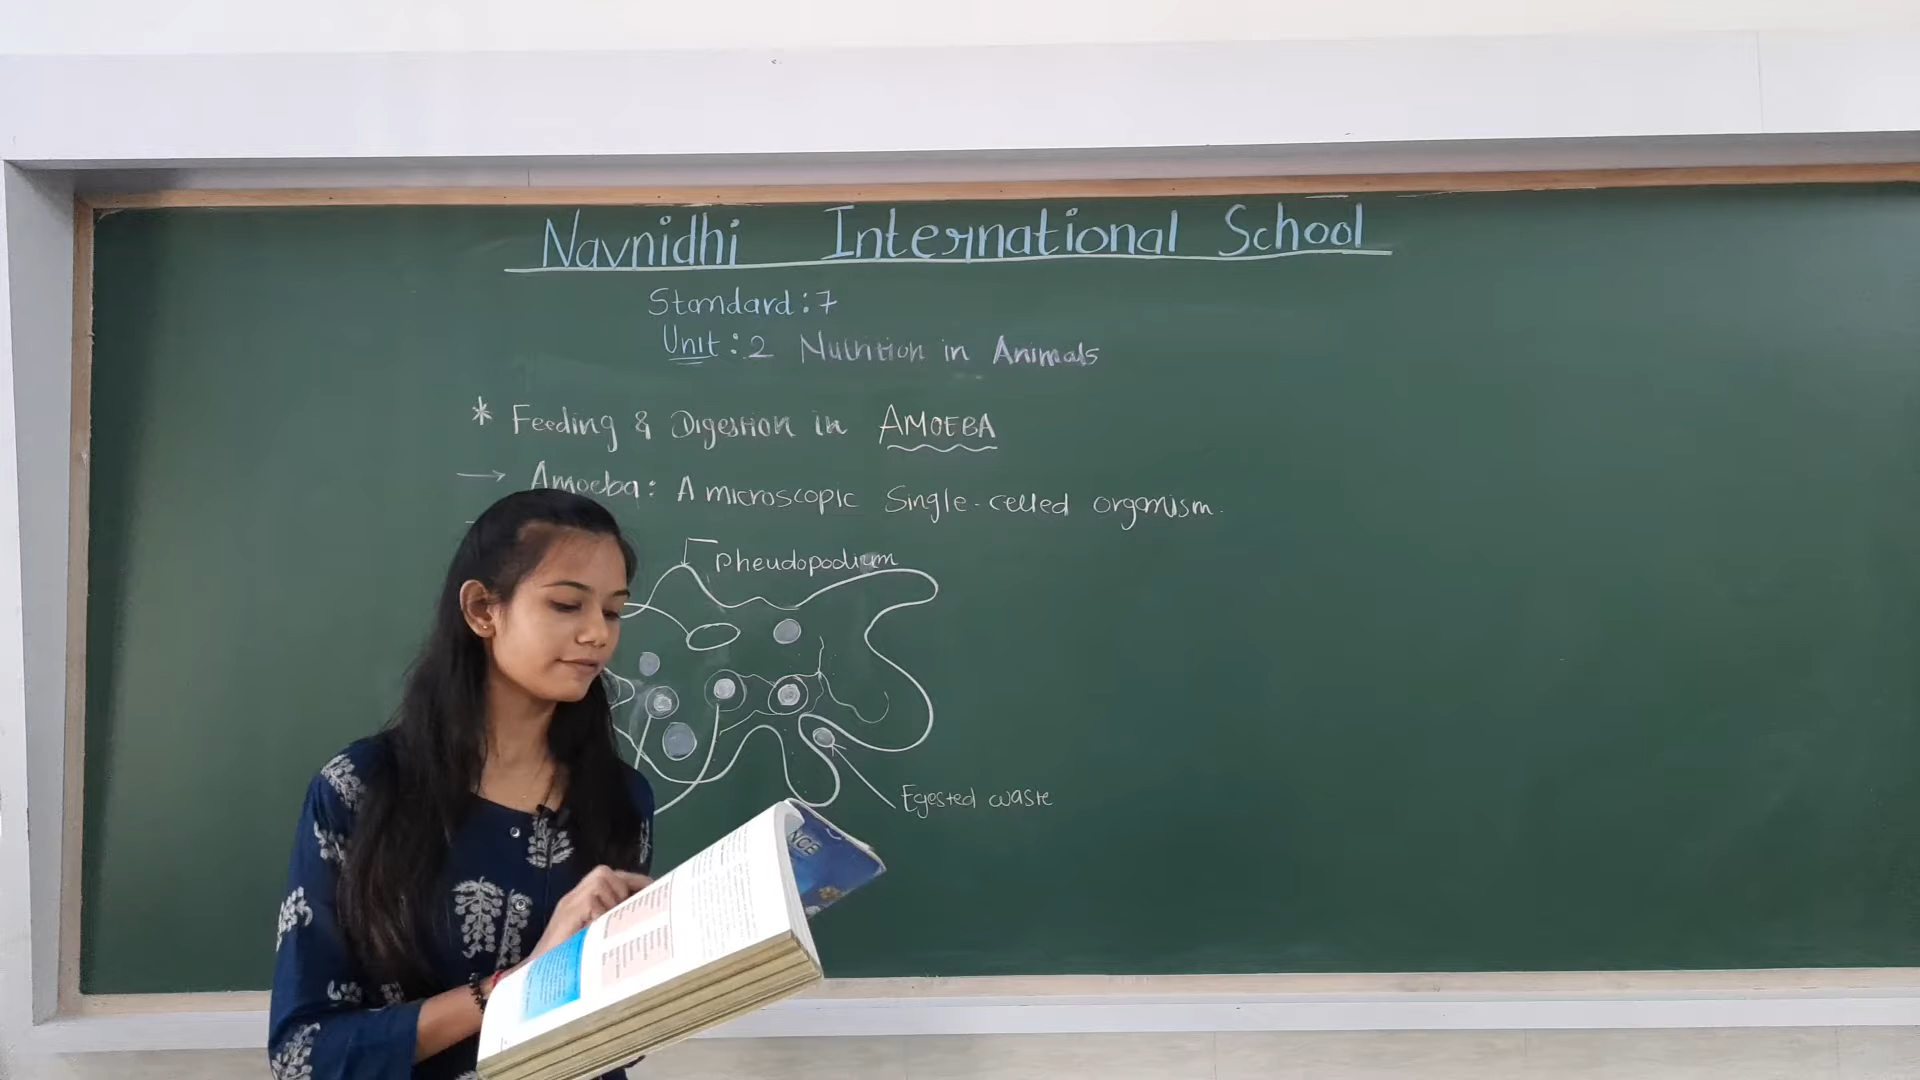 Navnidhi International School
Standard : 7
Unit : 2 Nutrition in Animals
* Feeding & Digestion in AMOEBA
→ Amoeba : A microscopic Single-celled organism.
Pheudopodium
Egested waste
NCE